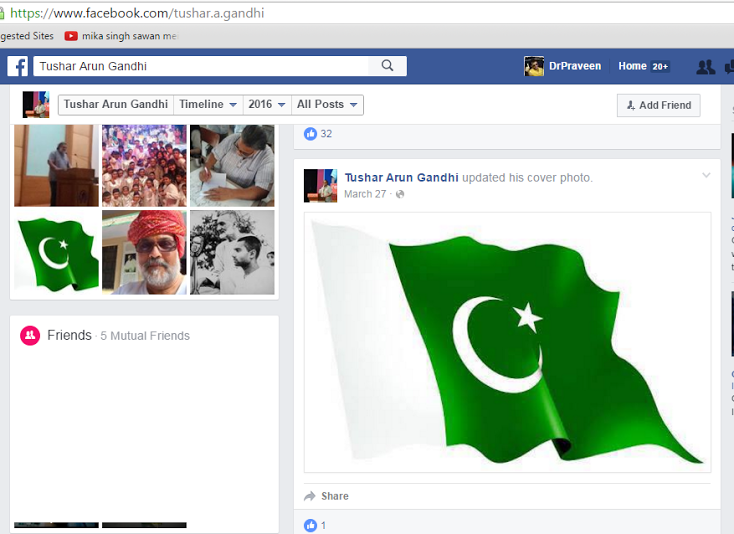 https://www.facebook.com/tushar.a.gandhi
gested Sites mika singh sawan me
f Tushar Arun Gandhi DrPraveen Home 20+
Tushar Arun Gandhi Timeline 2016 All Posts Add Friend
32
Tushar Arun Gandhi updated his cover photo.
March 27 ·
Friends · 5 Mutual Friends
Share
1